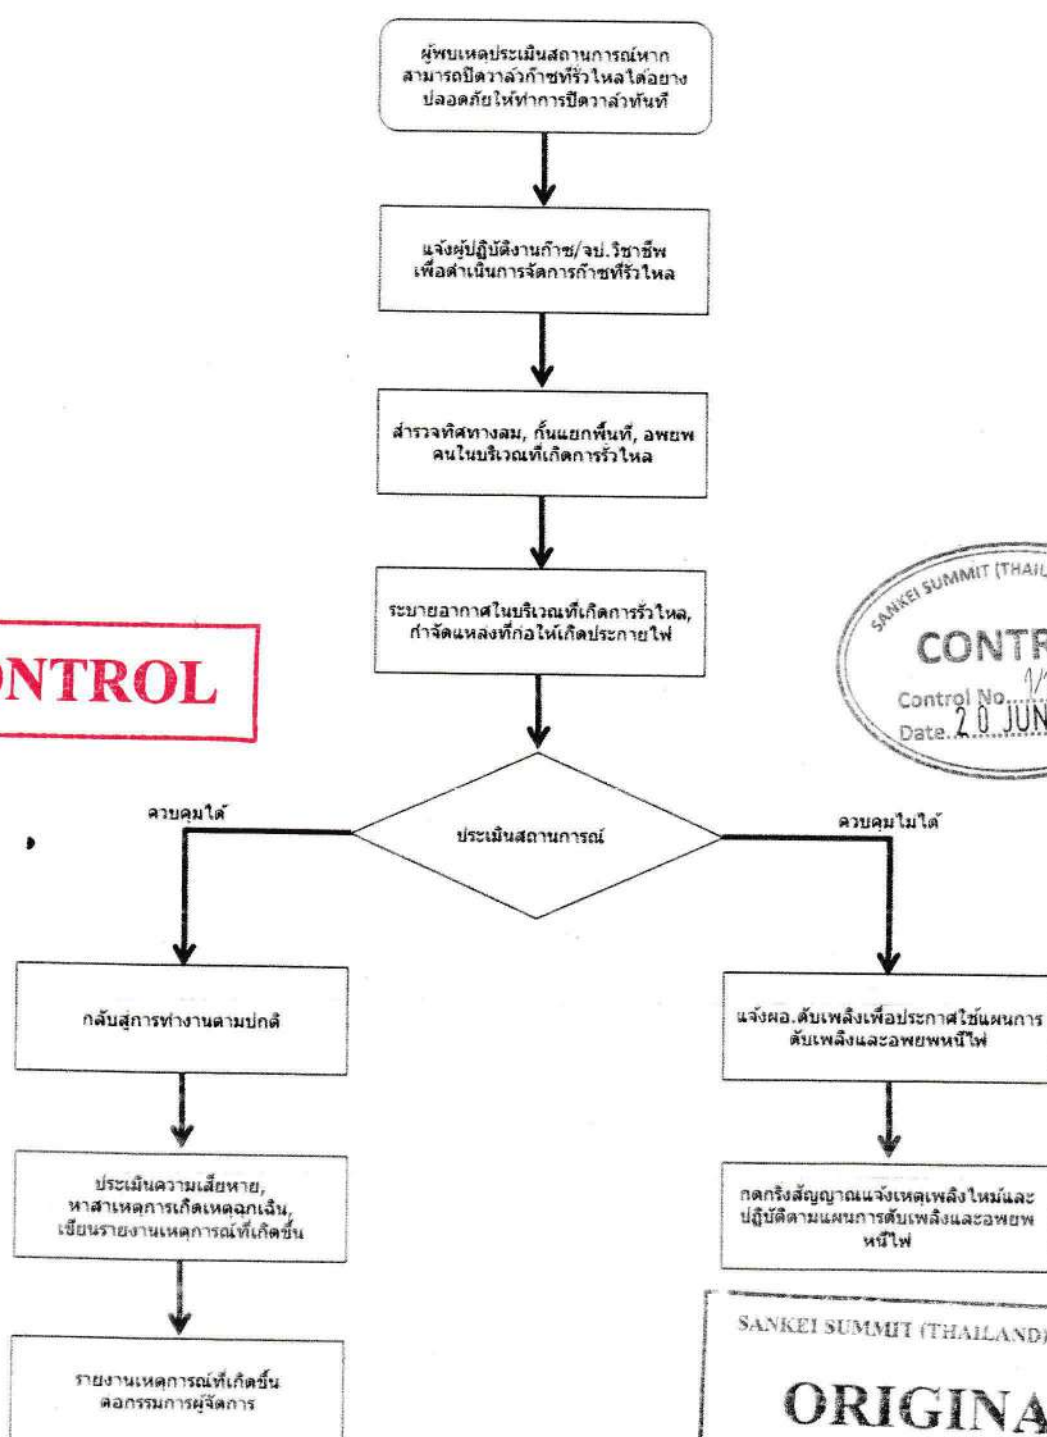 ผู้พบเหตุประเมินสถานการณ์หาก
สามารถปิดวาล์วก๊าซที่รั่วไหลได้อย่าง
ปลอดภัยให้ทำการปิดวาล์วทันที
แจ้งผู้ปฏิบัติงานก๊าซ/จป.วิชาชีพ
เพื่อดำเนินการจัดการก๊าซที่รั่วไหล
สำรวจทิศทางลม, กั้นแยกพื้นที่, อพยพ
คนในบริเวณที่เกิดการรั่วไหล
ระบายอากาศในบริเวณที่เกิดการรั่วไหล,
กำจัดแหล่งที่ก่อให้เกิดประกายไฟ
ONTROL
SANKEI SUMMIT (THAIL
CONTR
Control No.
Date. 20 JUN
ประเมินสถานการณ์
ควบคุมได้
ควบคุมไม่ได้
กลับสู่การทำงานตามปกติ
แจ้งผอ.ดับเพลิงเพื่อประกาศใช้แผนการ
ดับเพลิงและอพยพหนีไฟ
ประเมินความเสียหาย,
หาสาเหตุการเกิดเหตุฉุกเฉิน,
เขียนรายงานเหตุการณ์ที่เกิดขึ้น
กดกริ่งสัญญาณแจ้งเหตุเพลิงไหม้และ
ปฏิบัติตามแผนการดับเพลิงและอพยพ
หนีไฟ
รายงานเหตุการณ์ที่เกิดขึ้น
ต่อกรรมการผู้จัดการ
SANKEI SUMMIT (THAILAND)
ORIGINA